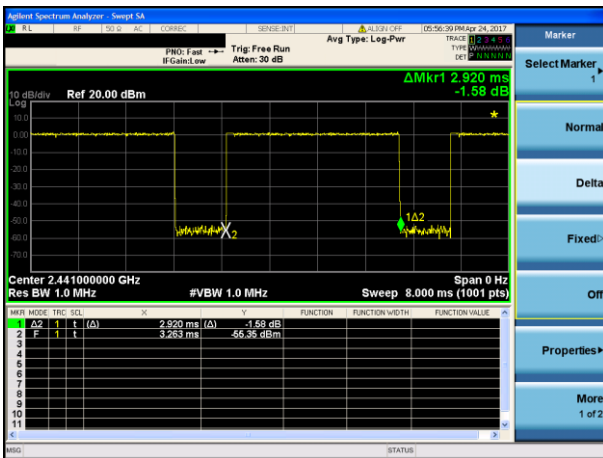 Agilent Spectrum Analyzer - Swept SA
RL RF 50 Ω AC CORREC SENSE:INT ALIGN OFF 05:56:39 PM Apr 24, 2017
Marker
PNO: Fast Trig: Free Run Avg Type: Log-Pwr TRACE 1 2 3 4 5 6
IFGain:Low Atten: 30 dB TYPE WWWWWW
DET P N N N N N
Select Marker
1
ΔMkr1 2.920 ms
-1.58 dB
10 dB/div Ref 20.00 dBm
Log
10.0
0.00
-10.0
-20.0
-30.0
-40.0
-50.0
-60.0
-70.0
1Δ2
X2
Normal
Delta
Fixed
Off
Properties
More
1 of 2
Center 2.441000000 GHz Span 0 Hz
Res BW 1.0 MHz #VBW 1.0 MHz Sweep 8.000 ms (1001 pts)
MKR MODE TRC SCL X Y FUNCTION FUNCTION WIDTH FUNCTION VALUE
1 Δ2 1 t (Δ) 2.920 ms (Δ) -1.58 dB
2 F 1 t 3.263 ms -55.35 dBm
3
4
5
6
7
8
9
10
11
MSG STATUS